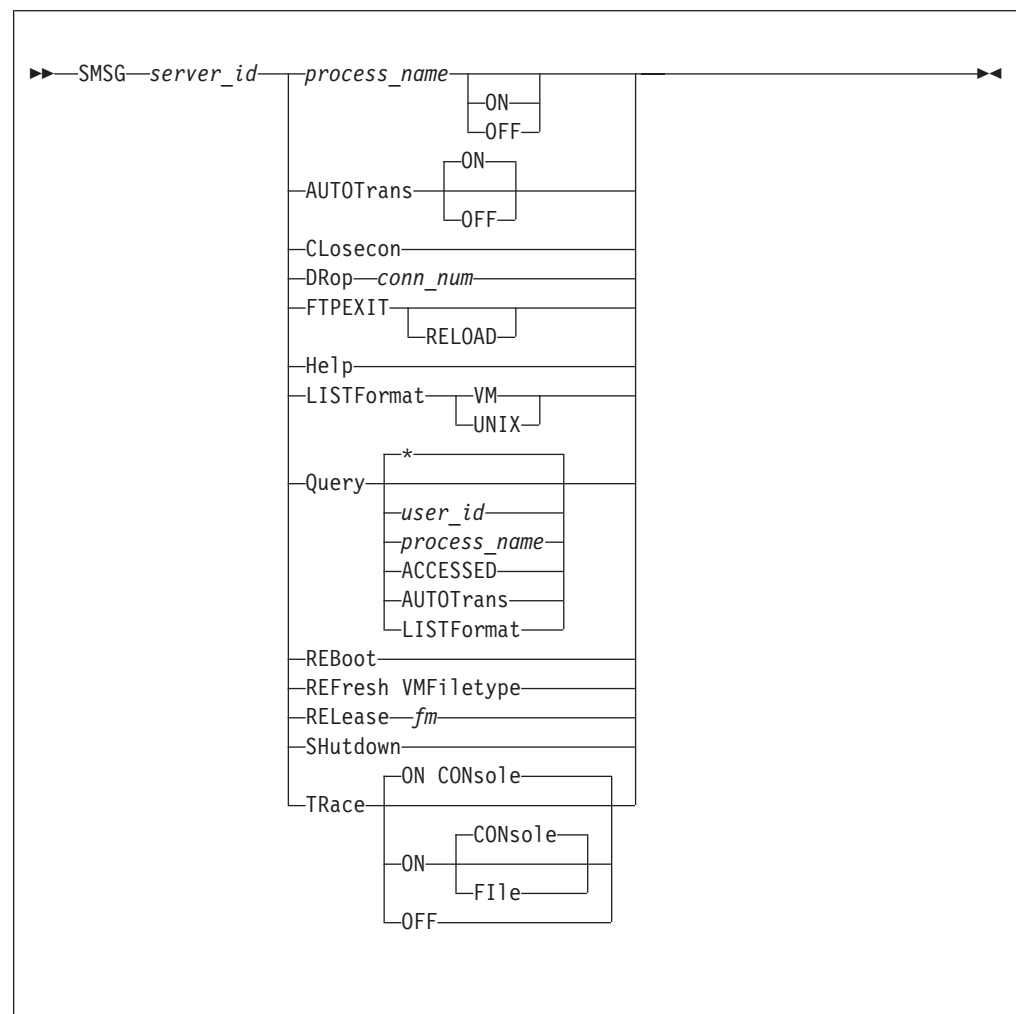 SMSG server_id process_name
ON
OFF
ON
AUTOTrans
OFF
CLosecon
DRop conn_num
FTPEXIT
RELOAD
Help
LISTFormat VM
UNIX
*
Query
user_id
process_name
ACCESSED
AUTOTrans
LISTFormat
REBoot
REFresh VMFiletype
RELease fm
SHutdown
ON CONsole
TRace
CONsole
ON
FIle
OFF